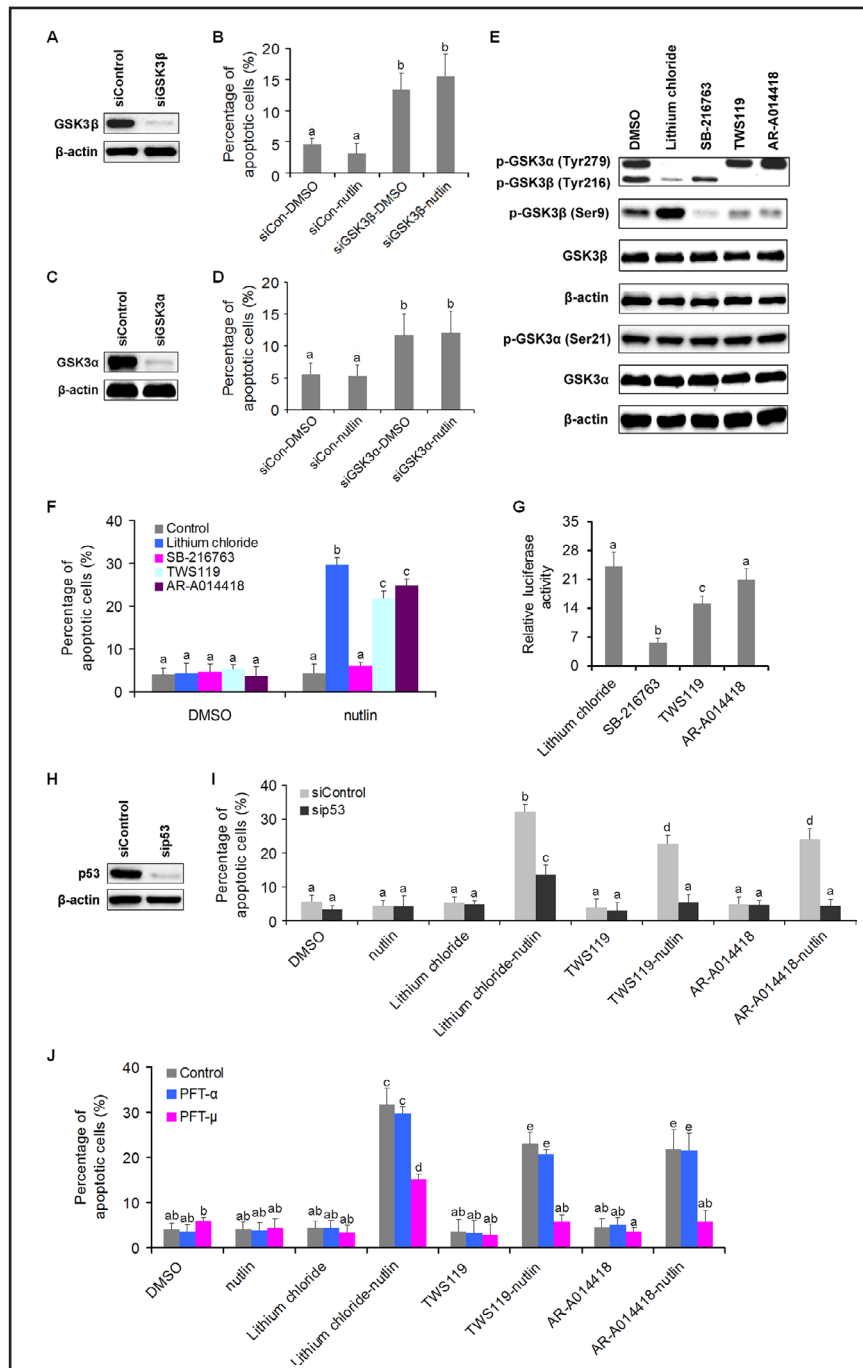 A
siControl
siGSK3β
GSK3β
β-actin
B
Percentage of
apoptotic cells (%)
20
15
10
5
0
a
a
b
b
siCon-DMSO
siCon-nutlin
siGSK3β-DMSO
siGSK3β-nutlin
C
siControl
siGSK3α
GSK3α
β-actin
D
Percentage of
apoptotic cells (%)
20
15
10
5
0
a
a
b
b
siCon-DMSO
siCon-nutlin
siGSK3α-DMSO
siGSK3α-nutlin
E
DMSO
Lithium chloride
SB-216763
TWS119
AR-A014418
p-GSK3α (Tyr279)
p-GSK3β (Tyr216)
p-GSK3β (Ser9)
GSK3β
β-actin
p-GSK3α (Ser21)
GSK3α
β-actin
F
Percentage of
apoptotic cells (%)
40
30
20
10
0
Control
Lithium chloride
SB-216763
TWS119
AR-A014418
a a a a a
a b a c c
DMSO
nutlin
G
Relative luciferase
activity
35
28
21
14
7
0
a
b
c
a
Lithium chloride
SB-216763
TWS119
AR-A014418
H
siControl
sip53
p53
β-actin
I
Percentage of
apoptotic cells (%)
40
30
20
10
0
siControl
sip53
a a
a a
a a
b c
a a
d a
a a
d a
DMSO
nutlin
Lithium chloride
Lithium chloride-nutlin
TWS119
TWS119-nutlin
AR-A014418
AR-A014418-nutlin
J
Percentage of
apoptotic cells (%)
40
30
20
10
0
Control
PFT-α
PFT-μ
ab ab b
ab ab ab
ab ab ab
c c d
ab ab ab
e e ab
ab ab a
e e ab
DMSO
nutlin
Lithium chloride
Lithium chloride-nutlin
TWS119
TWS119-nutlin
AR-A014418
AR-A014418-nutlin